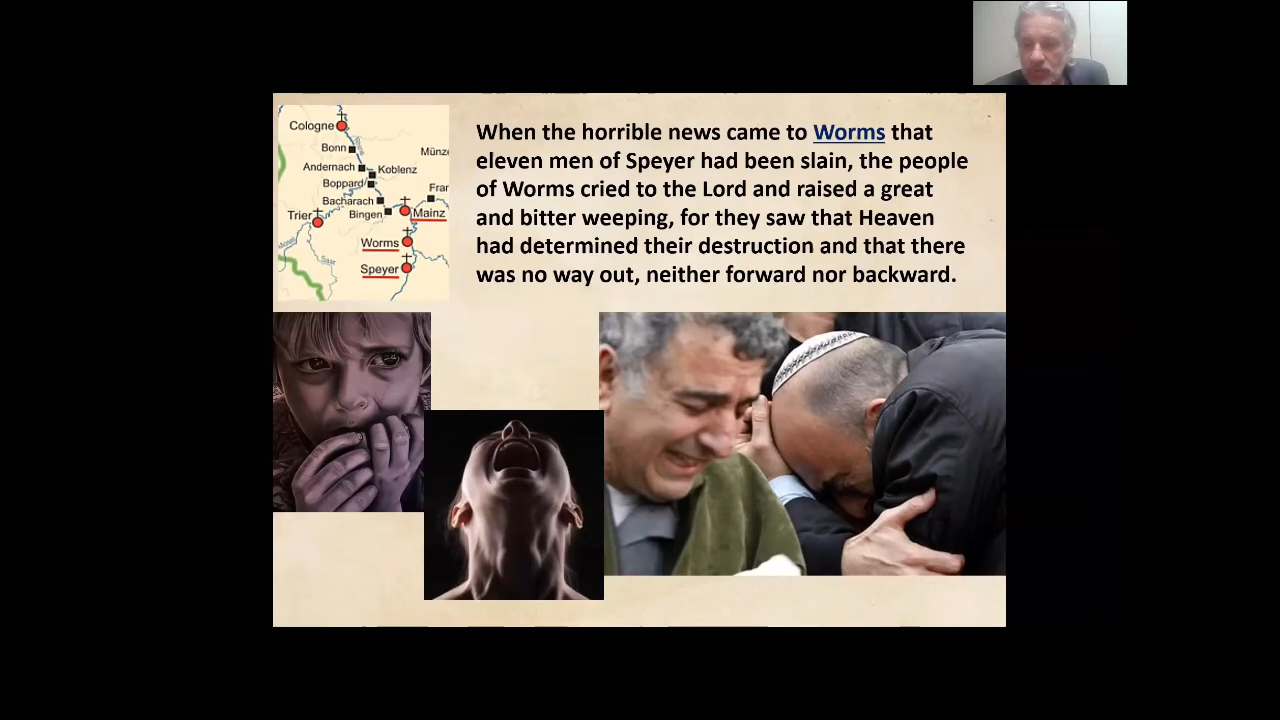 Cologne
Bonn
Münz
Andernach
Koblenz
Boppard
Fran
Bacharach
Bingen
Mainz
Trier
Worms
Speyer
Mosel
Saar
When the horrible news came to Worms that
eleven men of Speyer had been slain, the people
of Worms cried to the Lord and raised a great
and bitter weeping, for they saw that Heaven
had determined their destruction and that there
was no way out, neither forward nor backward.